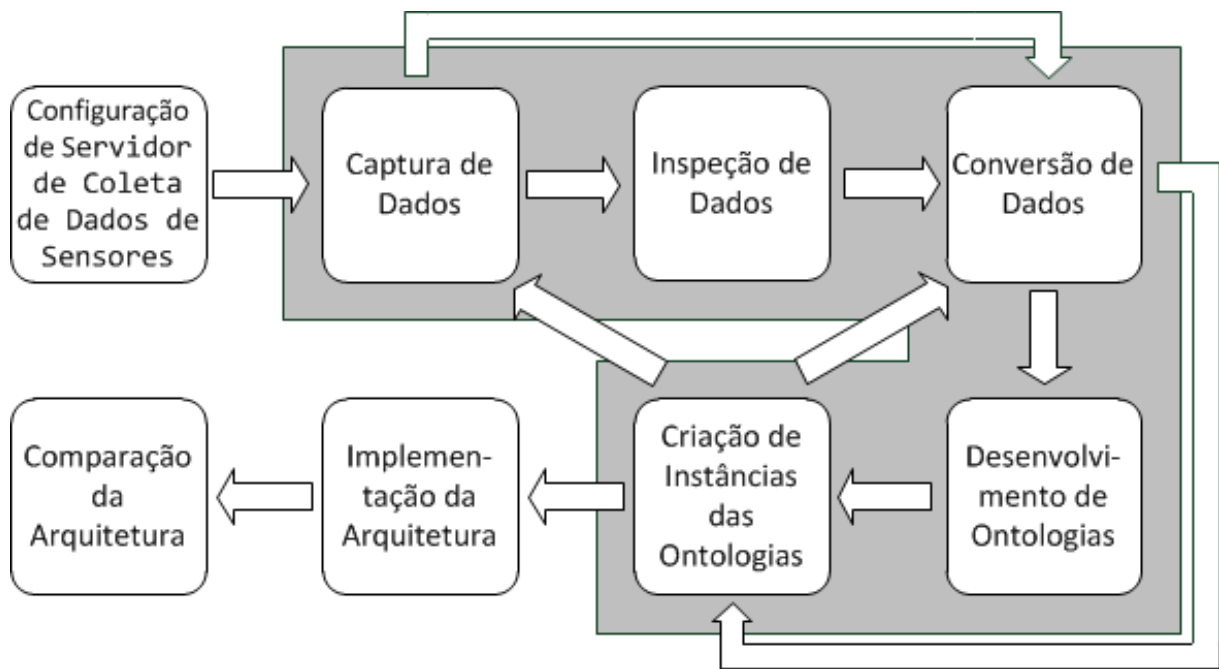 Configuração
de Servidor
de Coleta
de Dados de
Sensores
Captura de
Dados
Inspeção de
Dados
Conversão de
Dados
Comparação
da
Arquitetura
Implemen-
tação da
Arquitetura
Criação de
Instâncias
das
Ontologias
Desenvolvi-
mento de
Ontologias